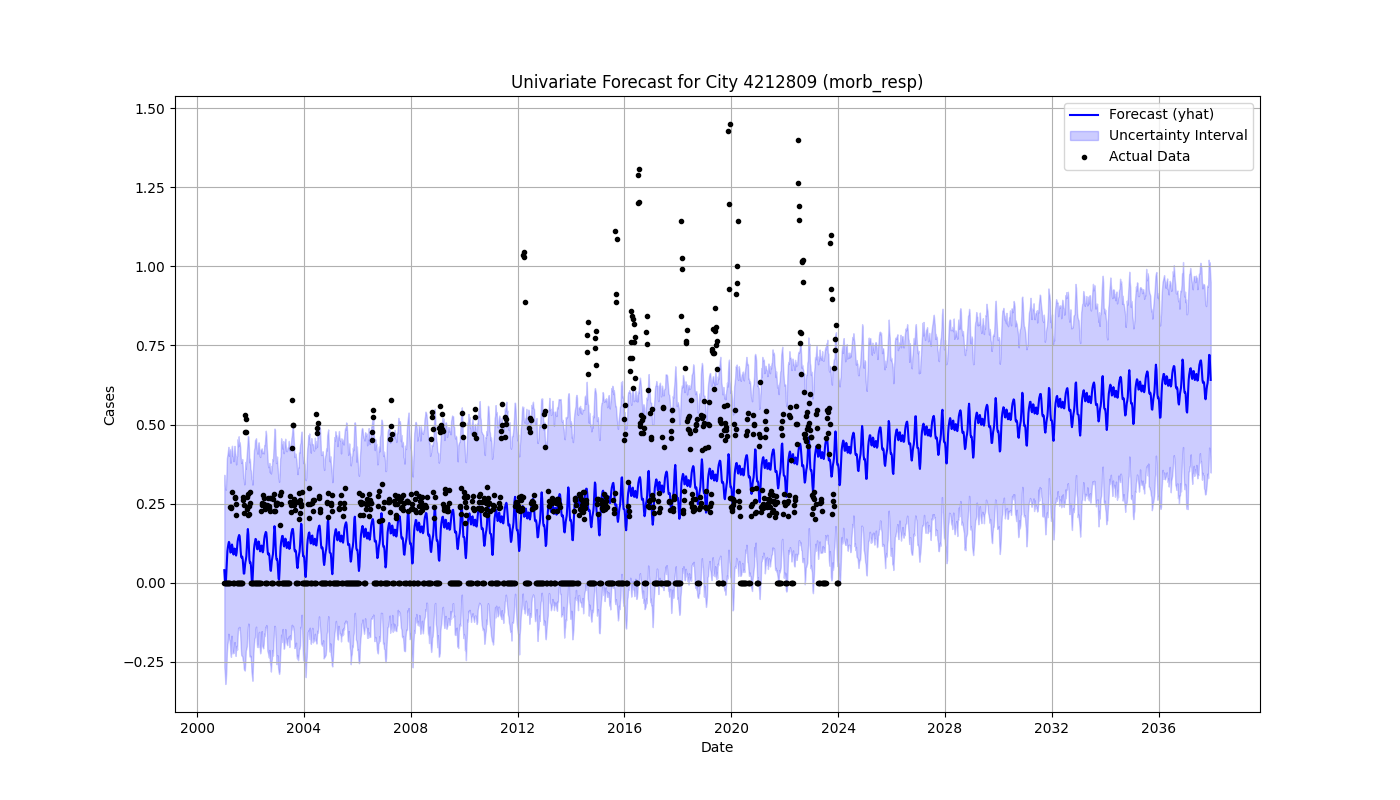 Univariate Forecast for City 4212809 (morb_resp)
Forecast (yhat)
Uncertainty Interval
Actual Data
1.50
1.25
1.00
0.75
0.50
0.25
0.00
−0.25
Cases
2000 2004 2008 2012 2016 2020 2024 2028 2032 2036
Date